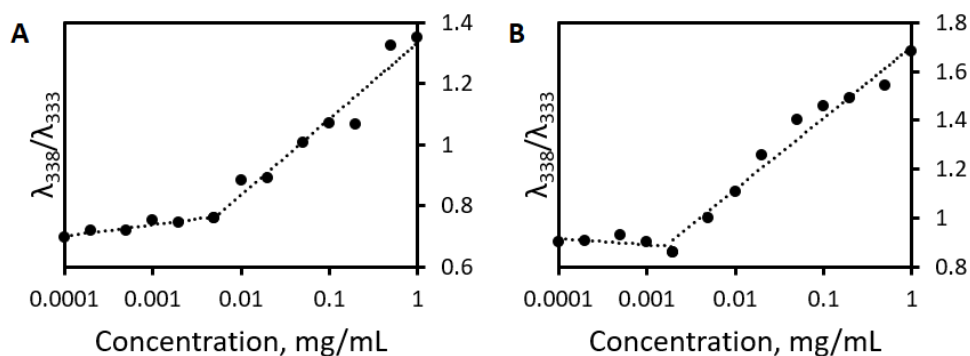 A
λ338/λ333
1.4
1.2
1
0.8
0.6
0.0001 0.001 0.01 0.1 1
Concentration, mg/mL
B
λ338/λ333
1.8
1.6
1.4
1.2
1
0.8
0.0001 0.001 0.01 0.1 1
Concentration, mg/mL